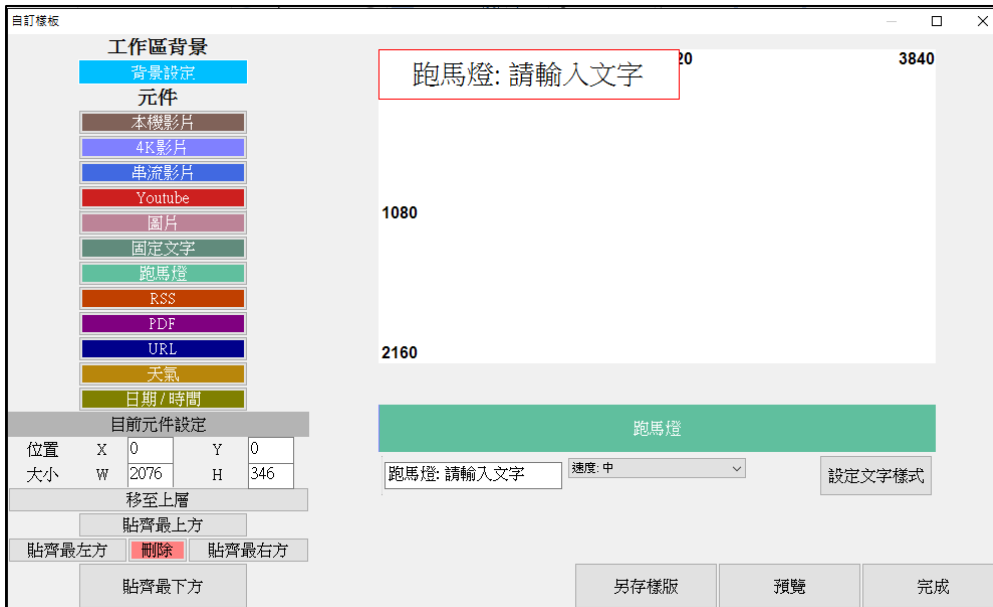 自訂樣板
工作區背景
背景設定
元件
本機影片
4K影片
串流影片
Youtube
圖片
固定文字
跑馬燈
RSS
PDF
URL
天氣
日期/時間
目前元件設定
位置 X 0 Y 0
大小 W 2076 H 346
移至上層
貼齊最上方
貼齊最左方 刪除 貼齊最右方
貼齊最下方
跑馬燈: 請輸入文字 20 3840
1080
2160
跑馬燈
跑馬燈: 請輸入文字 速度: 中 設定文字樣式
另存樣版 預覽 完成